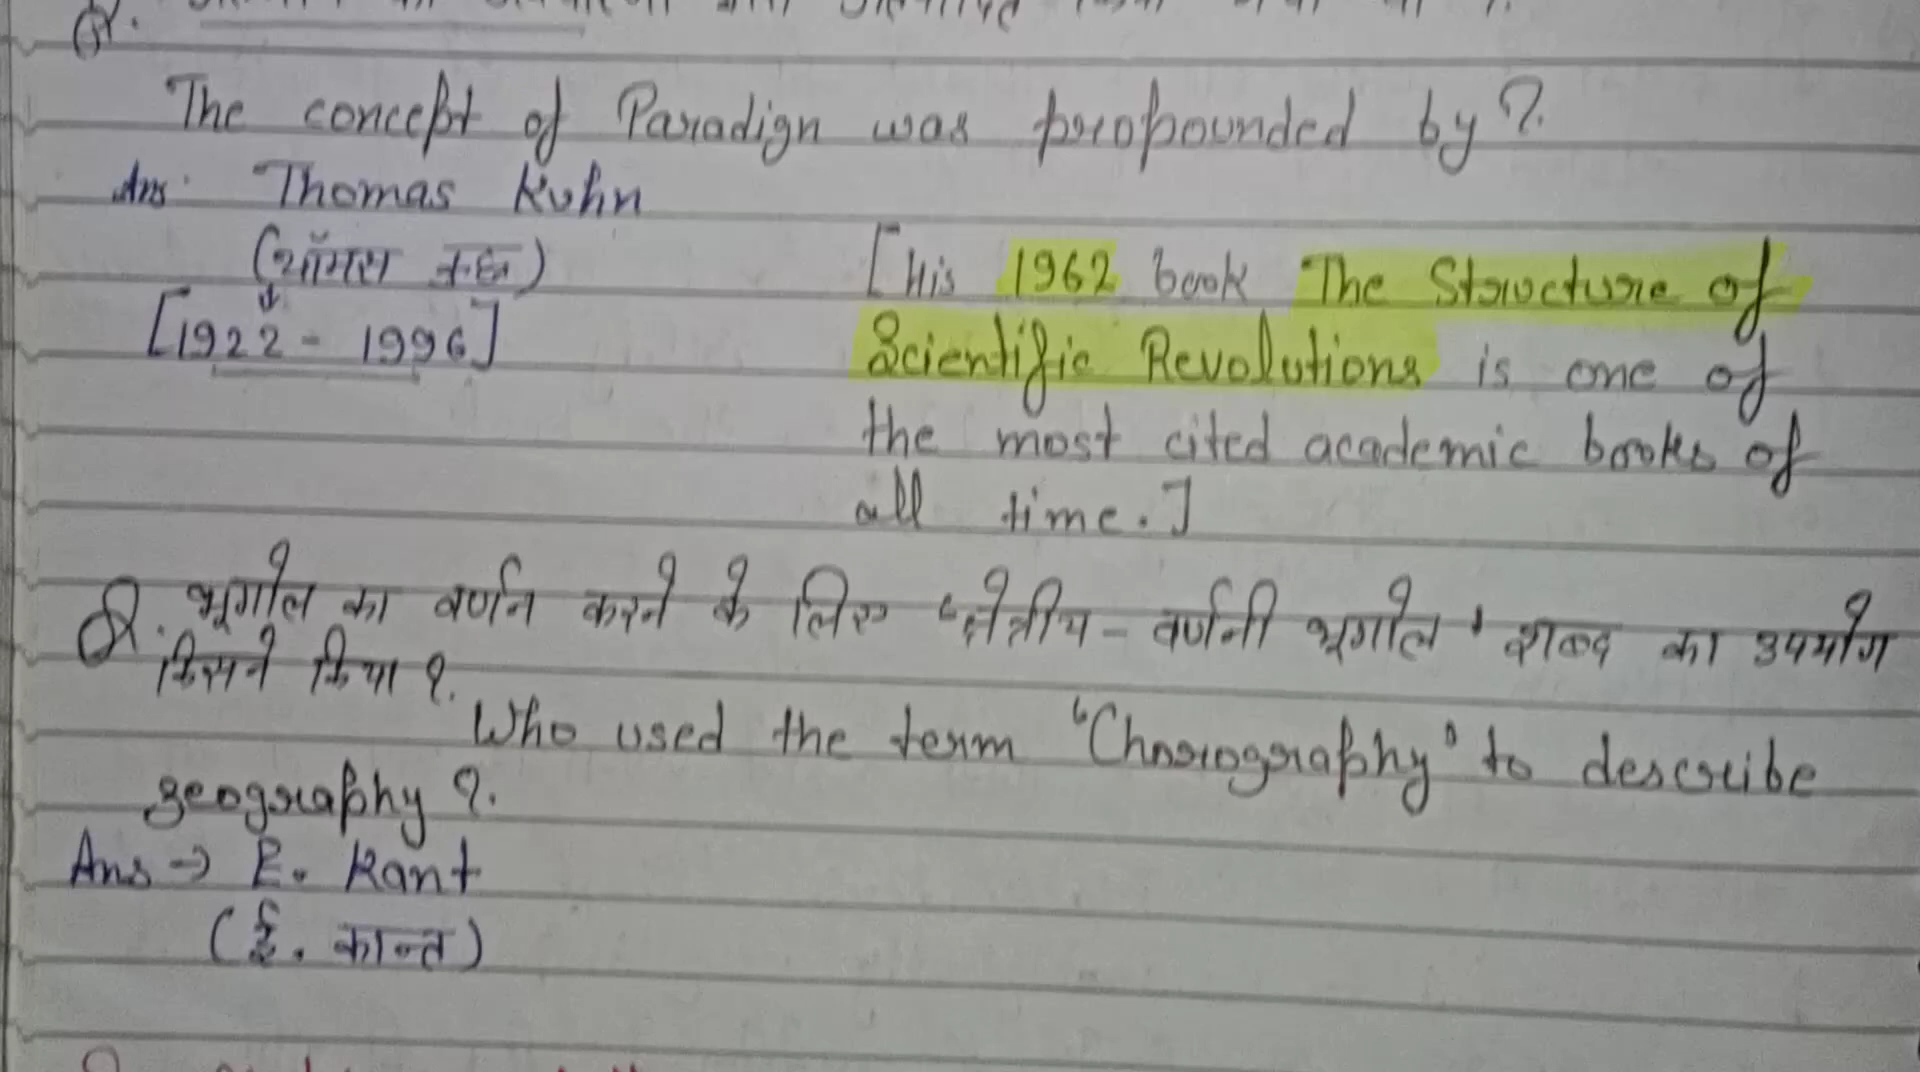 Q.
The concept of Paradign was propounded by ?.
Ans. Thomas Kuhn
(थॉमस कुहन)
[1922 - 1996]
[His 1962 book The Structure of
Scientific Revolutions is one of
the most cited academic books of
all time.]
Q. भूगोल का वर्णन करने के लिए "क्षेत्रीय - वर्णनी भूगोल' शब्द का उपयोग
किसने किया ?.
Who used the term "Chorography" to describe
geography ?.
Ans → E. Kant
(ई. कान्त)